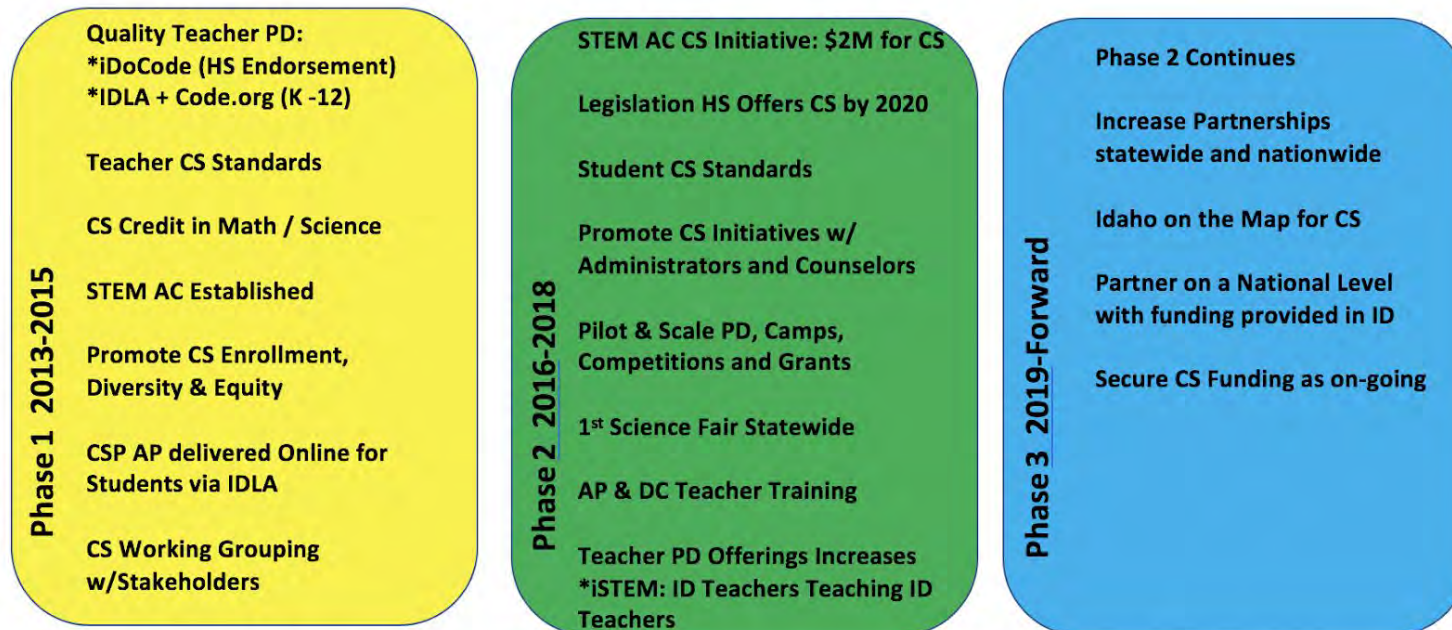 Phase 1 2013-2015
Quality Teacher PD:
*iDoCode (HS Endorsement)
*IDLA + Code.org (K -12)
Teacher CS Standards
CS Credit in Math / Science
STEM AC Established
Promote CS Enrollment,
Diversity & Equity
CSP AP delivered Online for
Students via IDLA
CS Working Grouping
w/Stakeholders
Phase 2 2016-2018
STEM AC CS Initiative: $2M for CS
Legislation HS Offers CS by 2020
Student CS Standards
Promote CS Initiatives w/
Administrators and Counselors
Pilot & Scale PD, Camps,
Competitions and Grants
1st Science Fair Statewide
AP & DC Teacher Training
Teacher PD Offerings Increases
*iSTEM: ID Teachers Teaching ID
Teachers
Phase 3 2019-Forward
Phase 2 Continues
Increase Partnerships
statewide and nationwide
Idaho on the Map for CS
Partner on a National Level
with funding provided in ID
Secure CS Funding as on-going